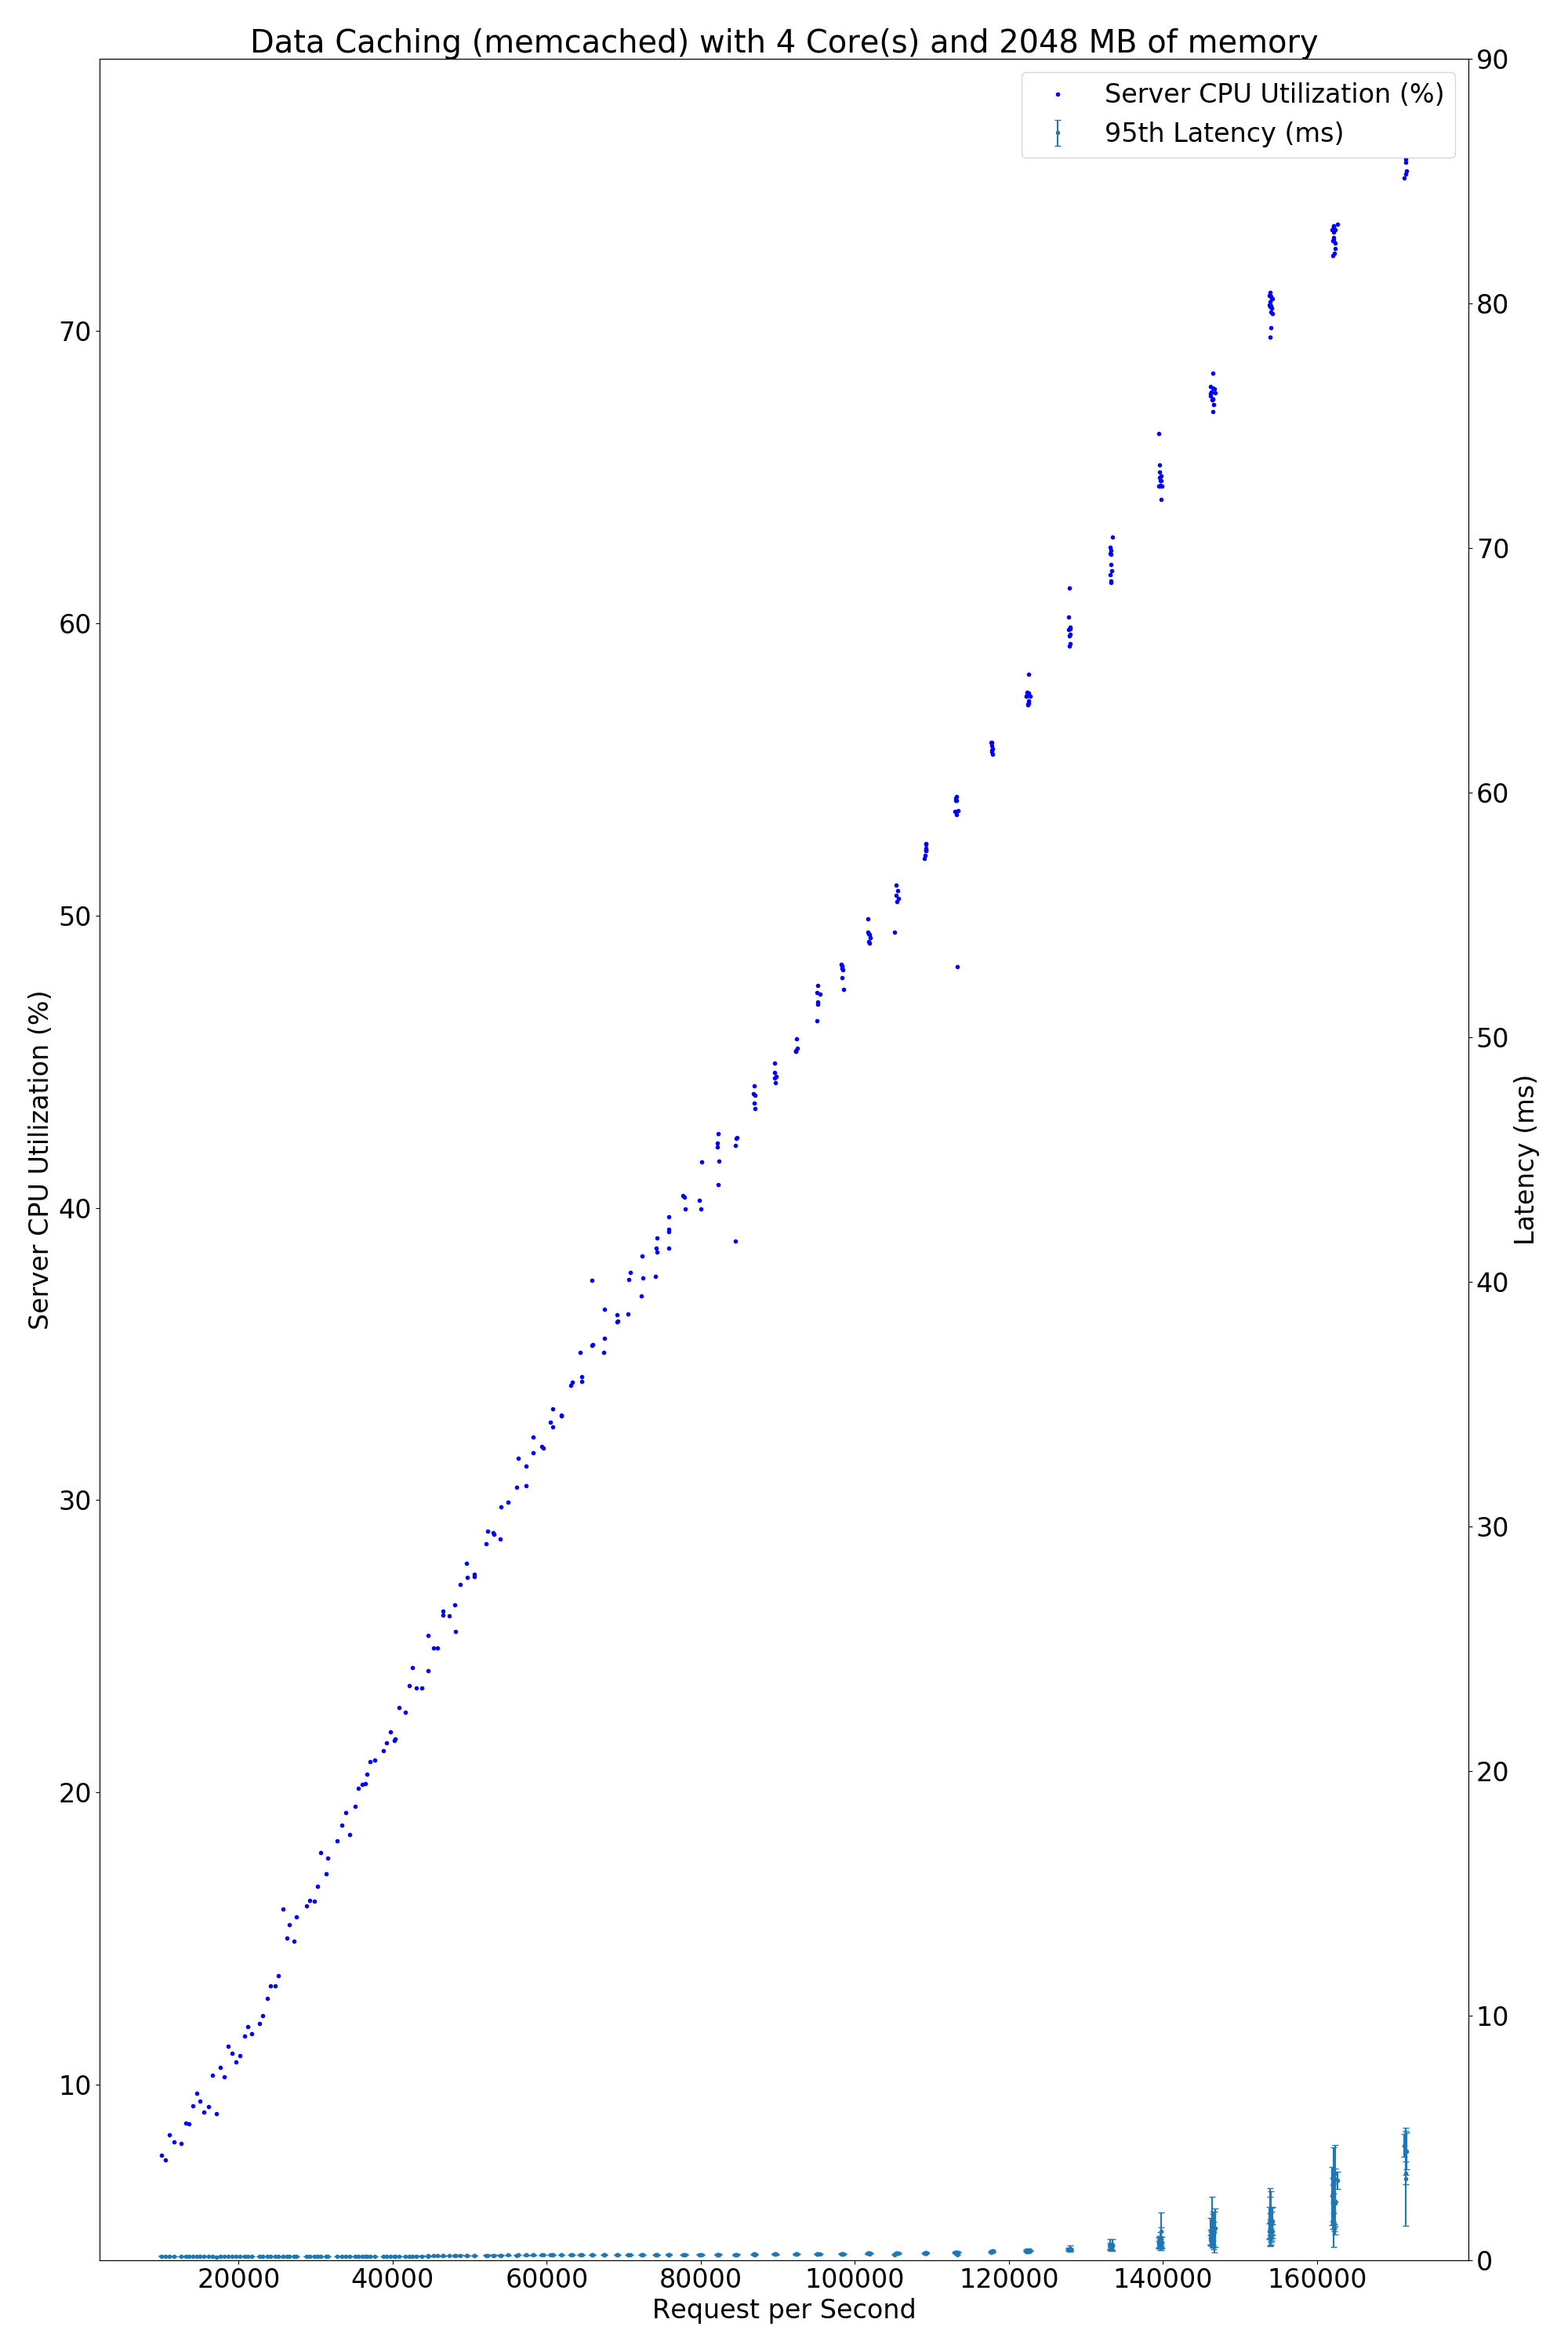 Data Caching (memcached) with 4 Core(s) and 2048 MB of memory
Server CPU Utilization (%)
95th Latency (ms)
90
80
70
60
50
40
30
20
10
0
70
60
50
40
30
20
10
Server CPU Utilization (%)
Latency (ms)
20000 40000 60000 80000 100000 120000 140000 160000
Request per Second